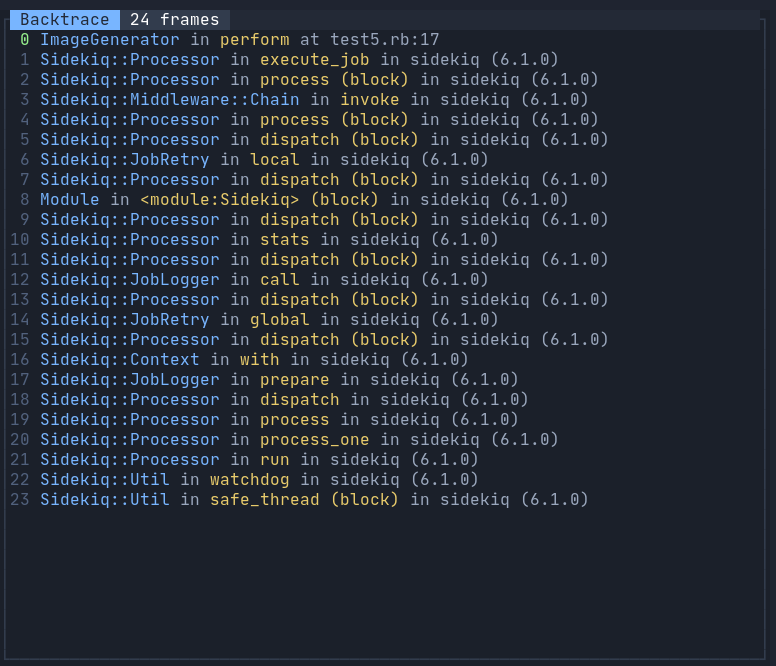 Backtrace 24 frames
0 ImageGenerator in perform at test5.rb:17
1 Sidekiq::Processor in execute_job in sidekiq (6.1.0)
2 Sidekiq::Processor in process (block) in sidekiq (6.1.0)
3 Sidekiq::Middleware::Chain in invoke in sidekiq (6.1.0)
4 Sidekiq::Processor in process (block) in sidekiq (6.1.0)
5 Sidekiq::Processor in dispatch (block) in sidekiq (6.1.0)
6 Sidekiq::JobRetry in local in sidekiq (6.1.0)
7 Sidekiq::Processor in dispatch (block) in sidekiq (6.1.0)
8 Module in <module:Sidekiq> (block) in sidekiq (6.1.0)
9 Sidekiq::Processor in dispatch (block) in sidekiq (6.1.0)
10 Sidekiq::Processor in stats in sidekiq (6.1.0)
11 Sidekiq::Processor in dispatch (block) in sidekiq (6.1.0)
12 Sidekiq::JobLogger in call in sidekiq (6.1.0)
13 Sidekiq::Processor in dispatch (block) in sidekiq (6.1.0)
14 Sidekiq::JobRetry in global in sidekiq (6.1.0)
15 Sidekiq::Processor in dispatch (block) in sidekiq (6.1.0)
16 Sidekiq::Context in with in sidekiq (6.1.0)
17 Sidekiq::JobLogger in prepare in sidekiq (6.1.0)
18 Sidekiq::Processor in dispatch in sidekiq (6.1.0)
19 Sidekiq::Processor in process in sidekiq (6.1.0)
20 Sidekiq::Processor in process_one in sidekiq (6.1.0)
21 Sidekiq::Processor in run in sidekiq (6.1.0)
22 Sidekiq::Util in watchdog in sidekiq (6.1.0)
23 Sidekiq::Util in safe_thread (block) in sidekiq (6.1.0)